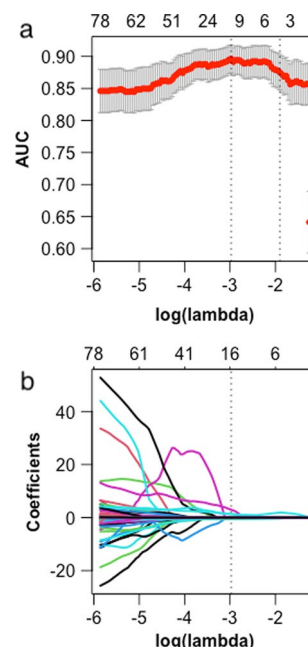 a
78 62 51 24 9 6 3
0.90
0.85
0.80
0.75
0.70
0.65
0.60
AUC
-6 -5 -4 -3 -2
log(lambda)
b
78 61 41 16 6
40
20
0
-20
Coefficients
-6 -5 -4 -3 -2
log(lambda)